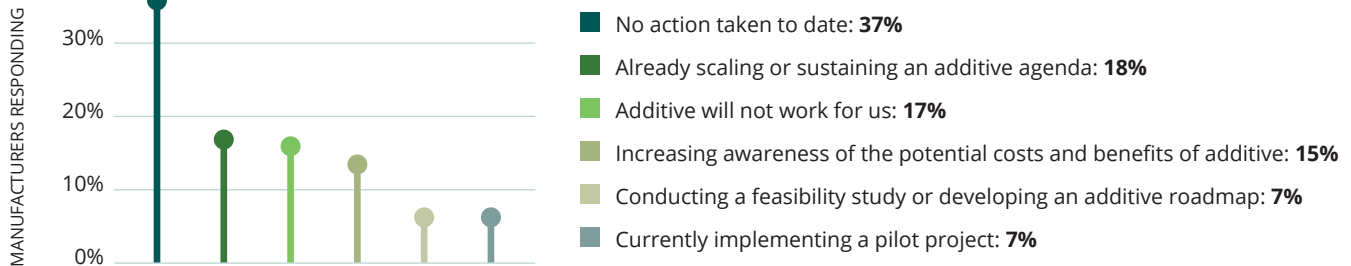 MANUFACTURERS RESPONDING
30%
20%
10%
0%
No action taken to date: 37%
Already scaling or sustaining an additive agenda: 18%
Additive will not work for us: 17%
Increasing awareness of the potential costs and benefits of additive: 15%
Conducting a feasibility study or developing an additive roadmap: 7%
Currently implementing a pilot project: 7%